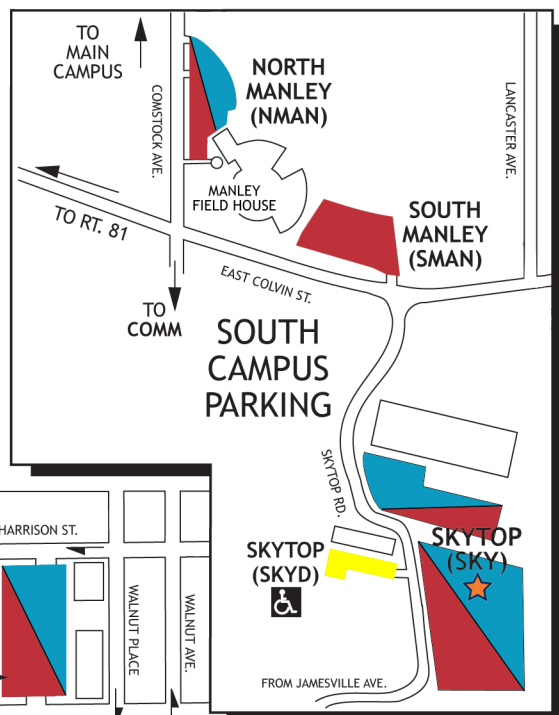 TO
MAIN
CAMPUS
COMSTOCK AVE.
NORTH
MANLEY
(NMAN)
LANCASTER AVE.
MANLEY
FIELD HOUSE
TO RT. 81
SOUTH
MANLEY
(SMAN)
EAST COLVIN ST.
TO
COMM
SOUTH
CAMPUS
PARKING
SKYTOP RD.
SKYTOP
(SKY)
SKYTOP
(SKYD)
HARRISON ST.
WALNUT PLACE
WALNUT AVE.
FROM JAMESVILLE AVE.